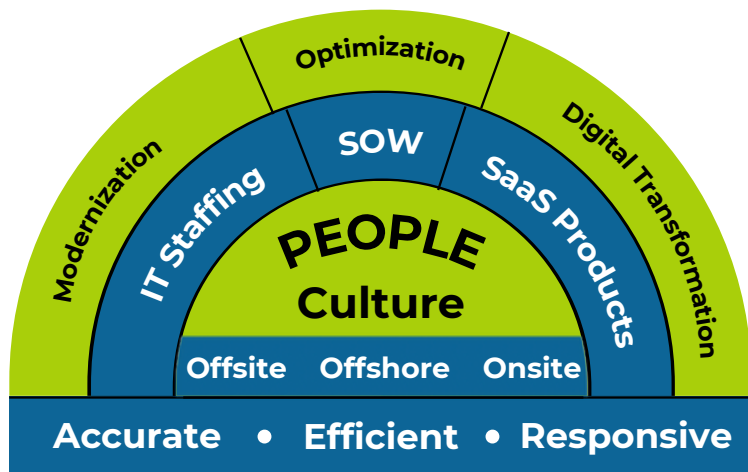 Optimization
Modernization
Digital Transformation
SOW
IT Staffing
SaaS Products
PEOPLE
Culture
Offsite Offshore Onsite
Accurate • Efficient • Responsive